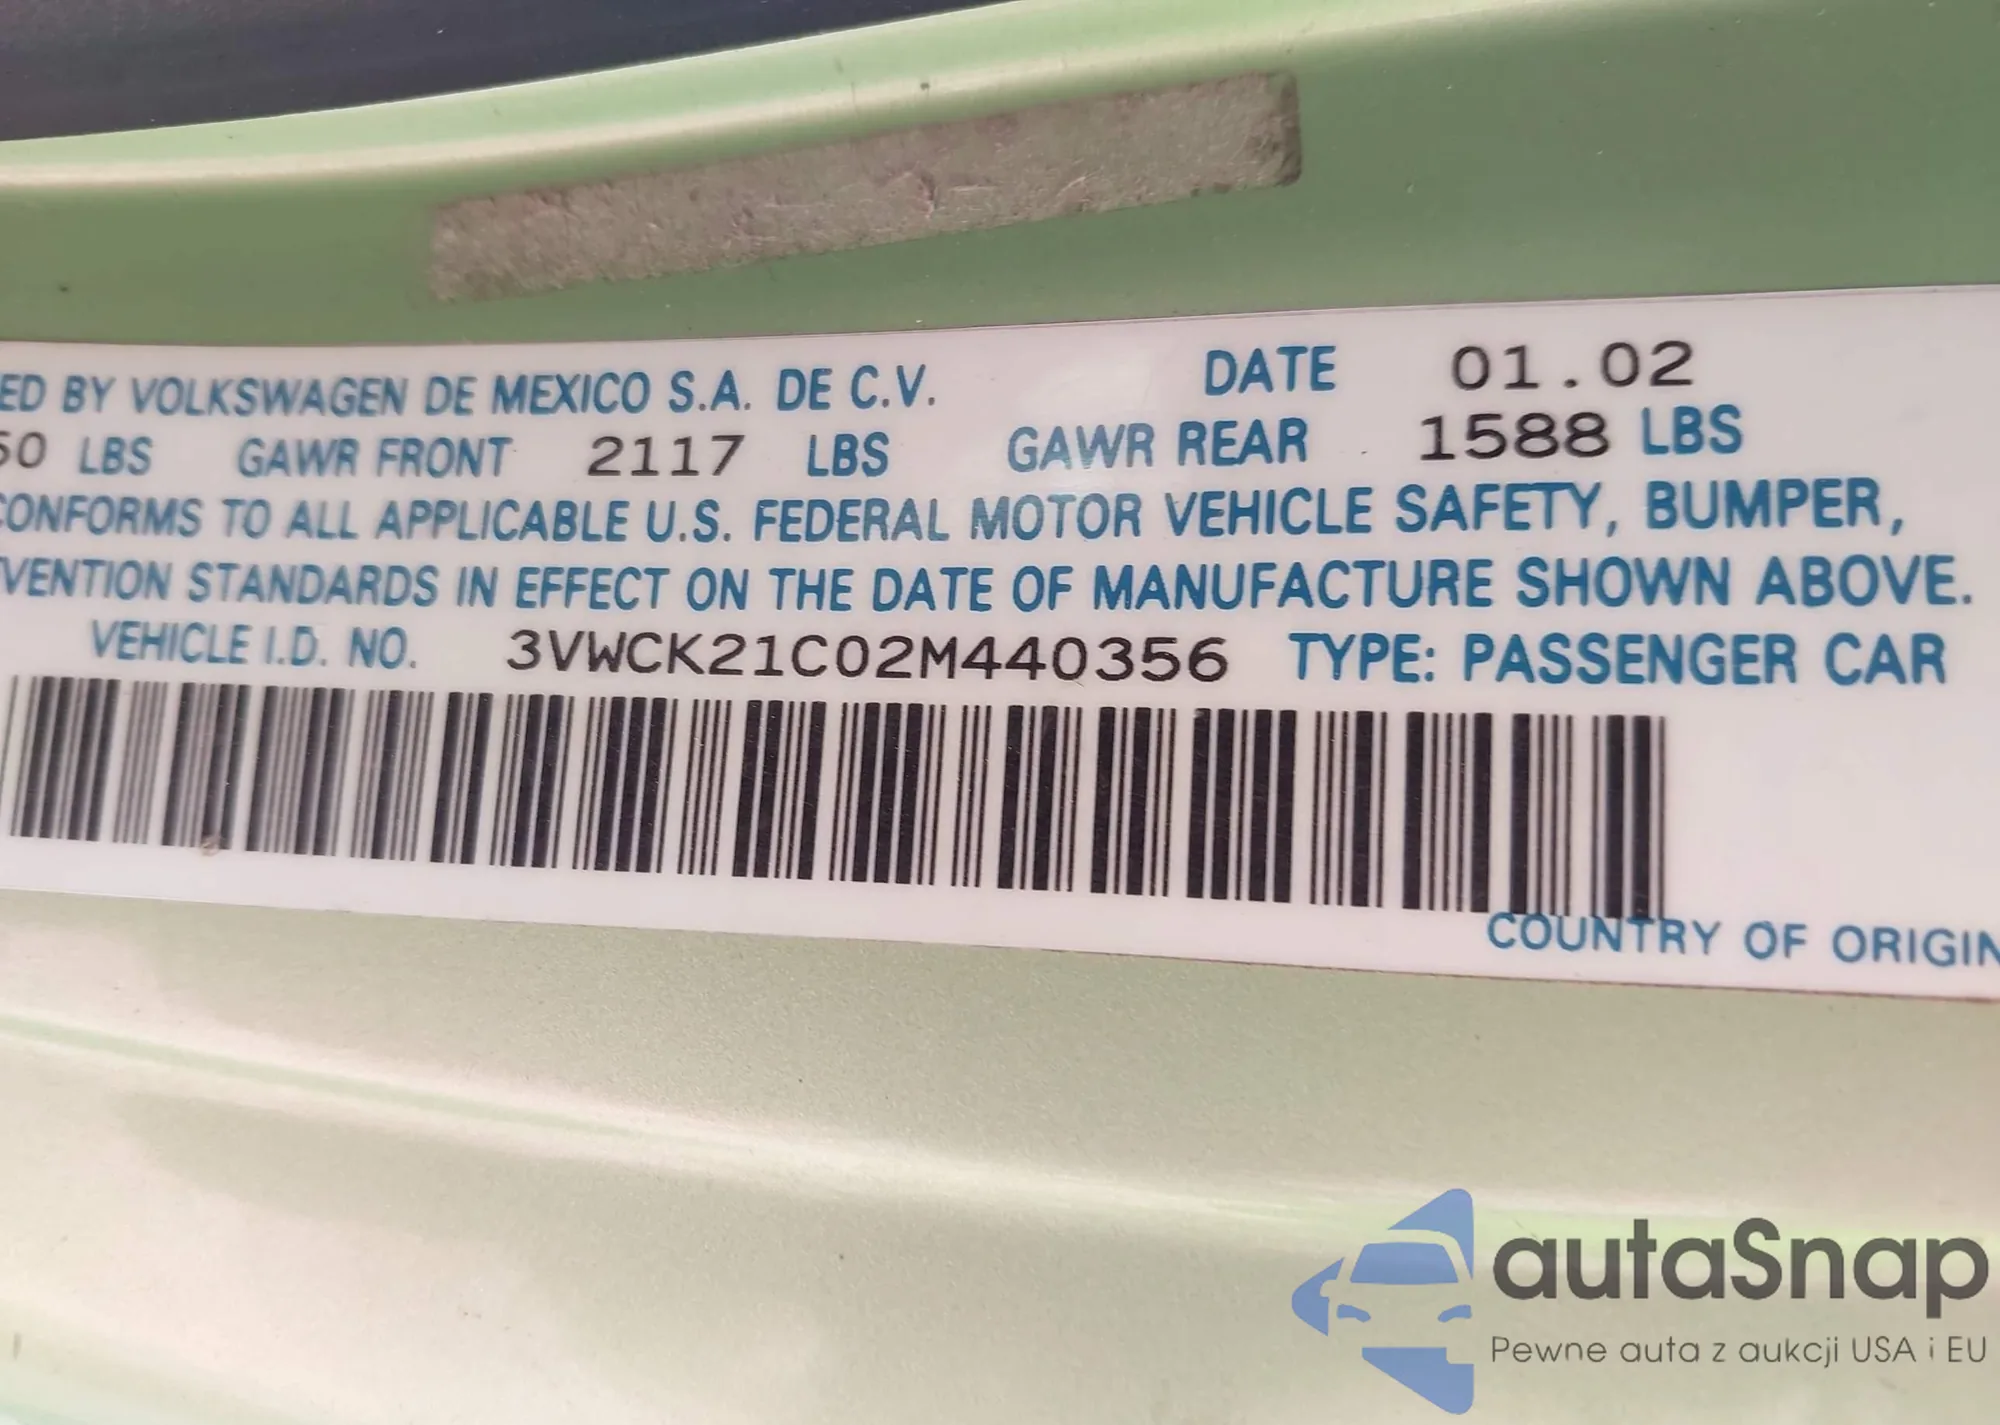 BY VOLKSWAGEN DE MEXICO S.A. DE C.V. DATE 01.02
LBS GAWR FRONT 2117 LBS GAWR REAR 1588 LBS
CONFORMS TO ALL APPLICABLE U.S. FEDERAL MOTOR VEHICLE SAFETY, BUMPER,
VENTION STANDARDS IN EFFECT ON THE DATE OF MANUFACTURE SHOWN ABOVE.
VEHICLE I.D. NO. 3VWCK21C02M440356 TYPE: PASSENGER CAR
COUNTRY OF ORIGIN
autaSnap
Pewne auta z aukcji USA i EU